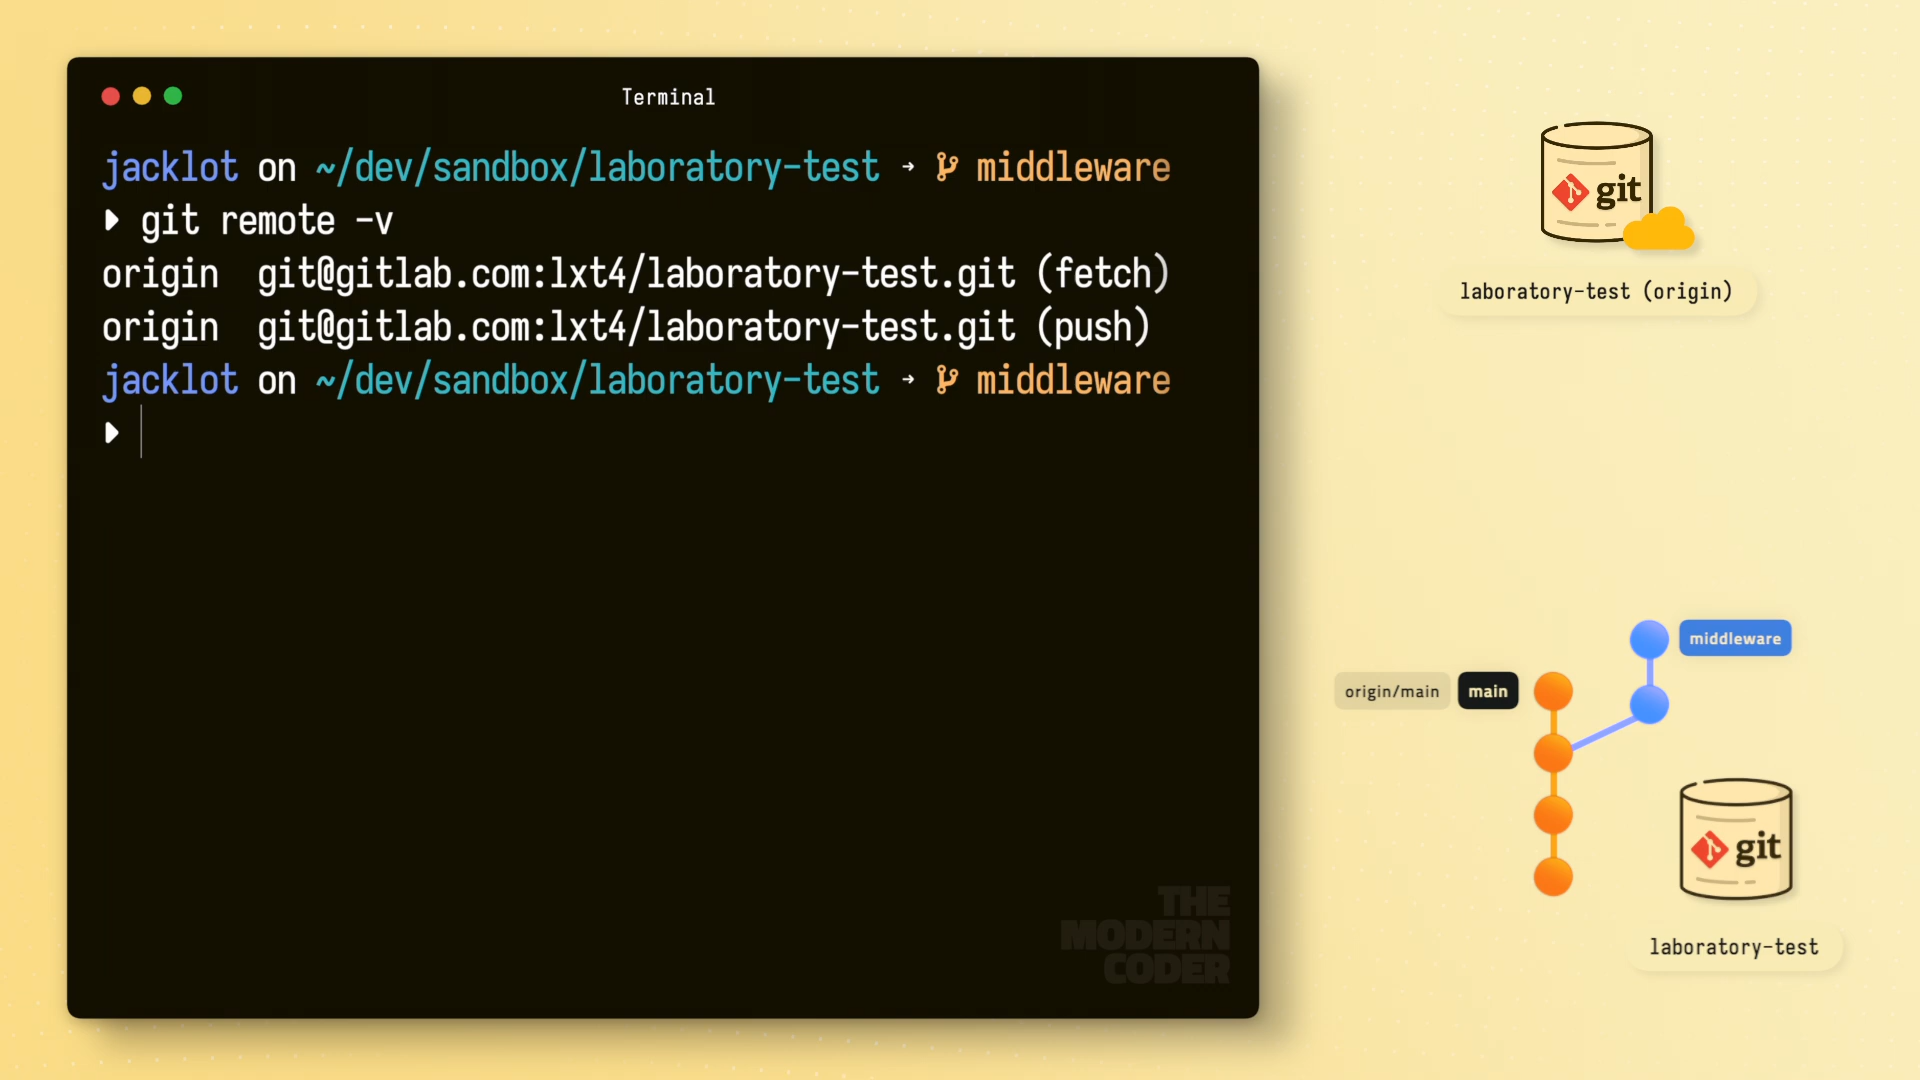 Terminal
jacklot on ~/dev/sandbox/laboratory-test → middleware
git remote -v
origin  git@gitlab.com:lxt4/laboratory-test.git (fetch)
origin  git@gitlab.com:lxt4/laboratory-test.git (push)
jacklot on ~/dev/sandbox/laboratory-test → middleware
THE
MODERN
CODER
git
laboratory-test (origin)
middleware
origin/main main
git
laboratory-test